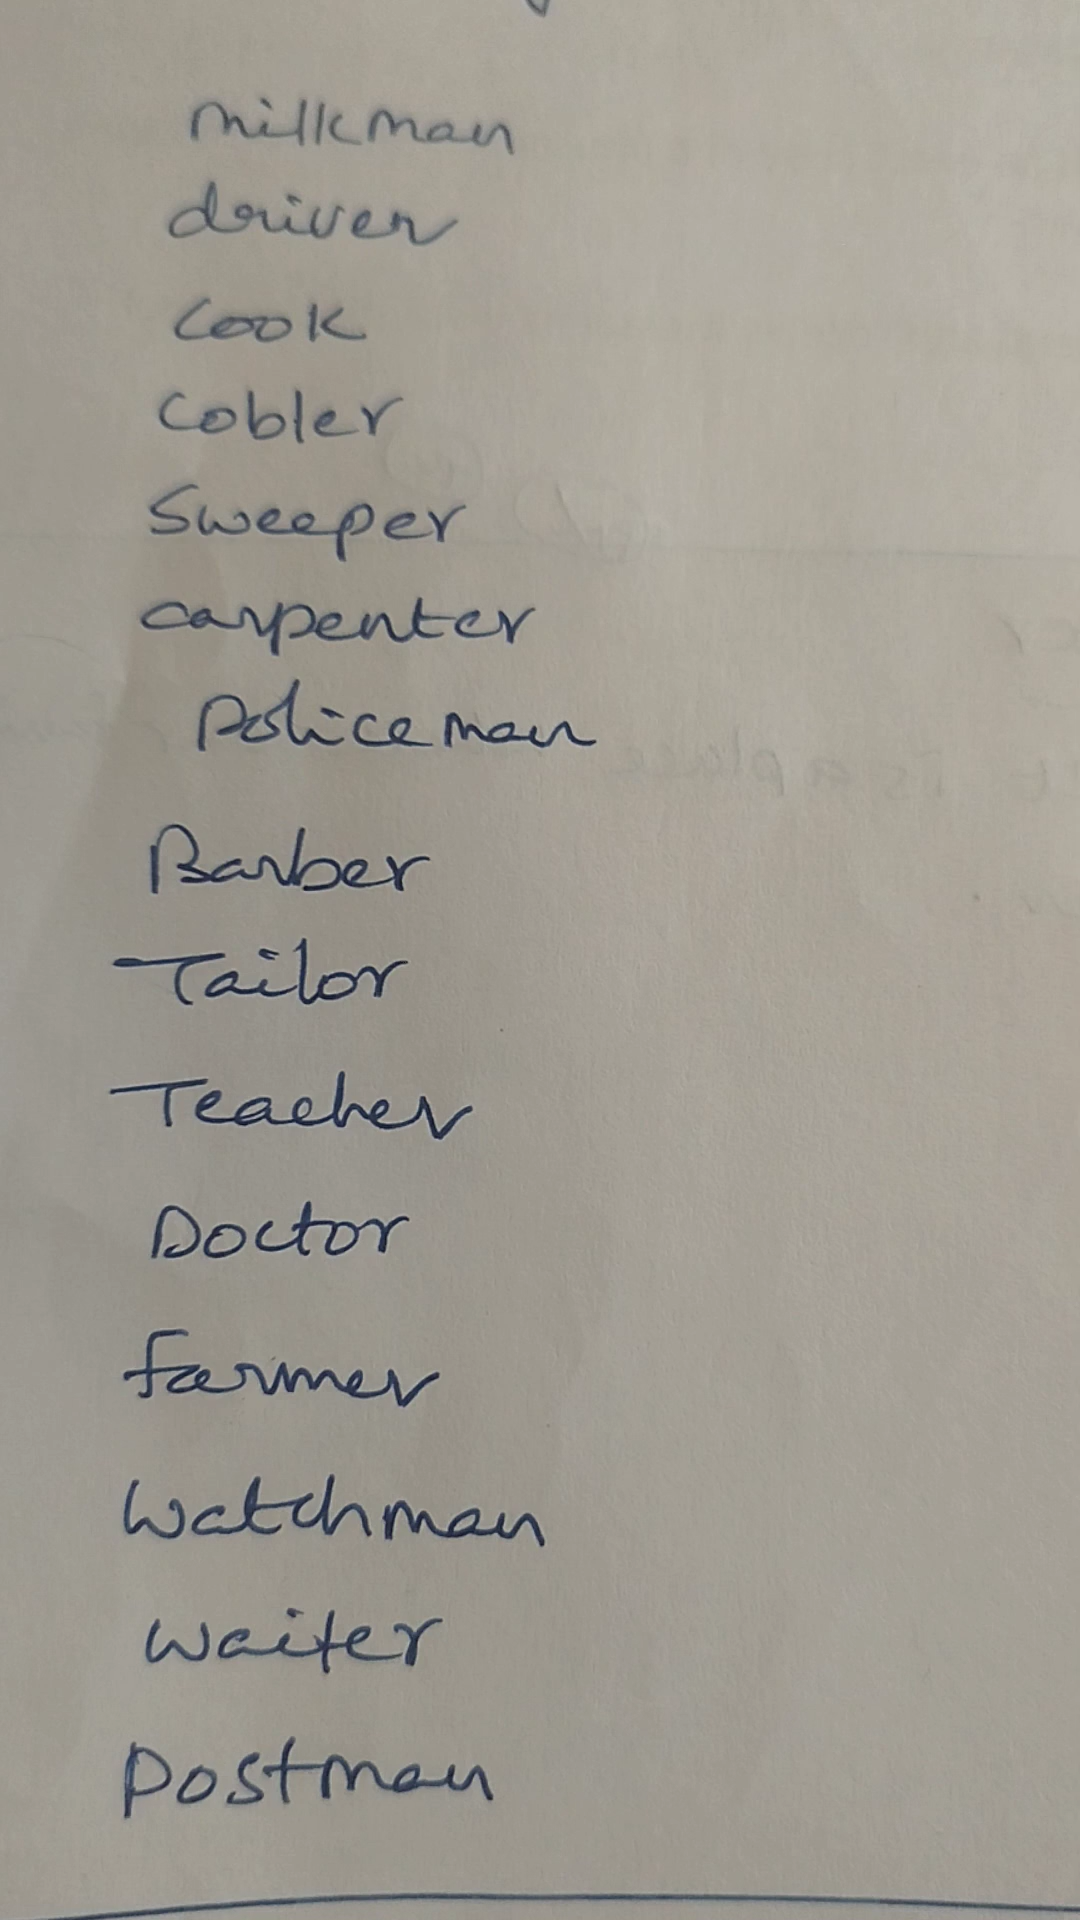 milkman
driver
cook
cobler
Sweeper
carpenter
Policeman
Barber
Tailor
Teacher
Doctor
farmer
Watchman
waiter
Postman